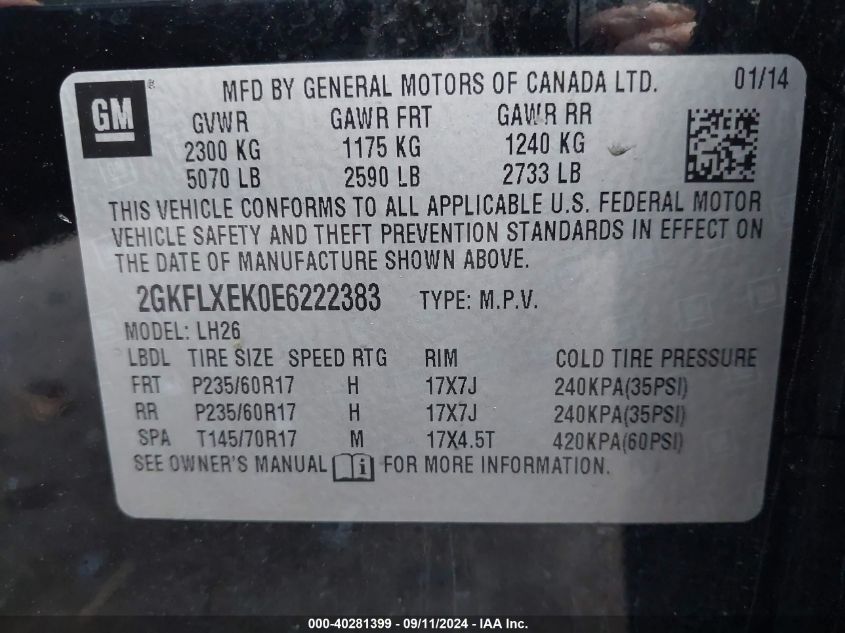 GM
MFD BY GENERAL MOTORS OF CANADA LTD. 01/14
GVWR GAWR FRT GAWR RR
2300 KG 1175 KG 1240 KG
5070 LB 2590 LB 2733 LB
THIS VEHICLE CONFORMS TO ALL APPLICABLE U.S. FEDERAL MOTOR
VEHICLE SAFETY AND THEFT PREVENTION STANDARDS IN EFFECT ON
THE DATE OF MANUFACTURE SHOWN ABOVE.
2GKFLXEK0E6222383 TYPE: M.P.V.
MODEL: LH26
LBDL TIRE SIZE SPEED RTG RIM COLD TIRE PRESSURE
FRT P235/60R17 H 17X7J 240KPA(35PSI)
RR P235/60R17 H 17X7J 240KPA(35PSI)
SPA T145/70R17 M 17X4.5T 420KPA(60PSI)
SEE OWNER'S MANUAL i FOR MORE INFORMATION.
000-40281399 - 09/11/2024 - IAA Inc.